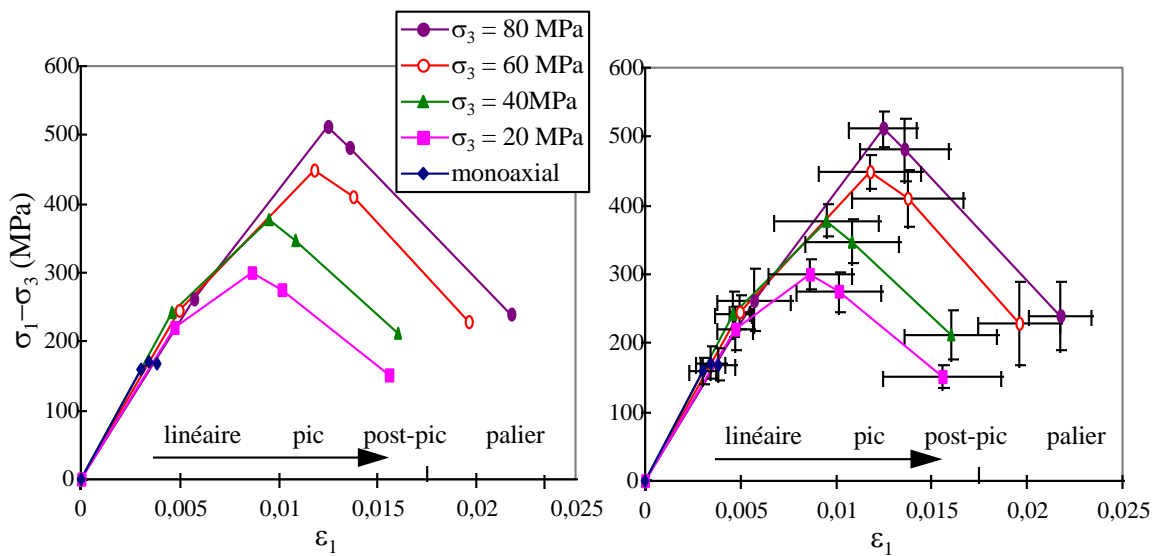 σ3 = 80 MPa
σ3 = 60 MPa
σ3 = 40MPa
σ3 = 20 MPa
monoaxial
σ1–σ3 (MPa)
600
500
400
300
200
100
0
linéaire pic post-pic palier
0 0,005 0,01 0,015 0,02 0,025
ε1
600
500
400
300
200
100
0
linéaire pic post-pic palier
0 0,005 0,01 0,015 0,02 0,025
ε1